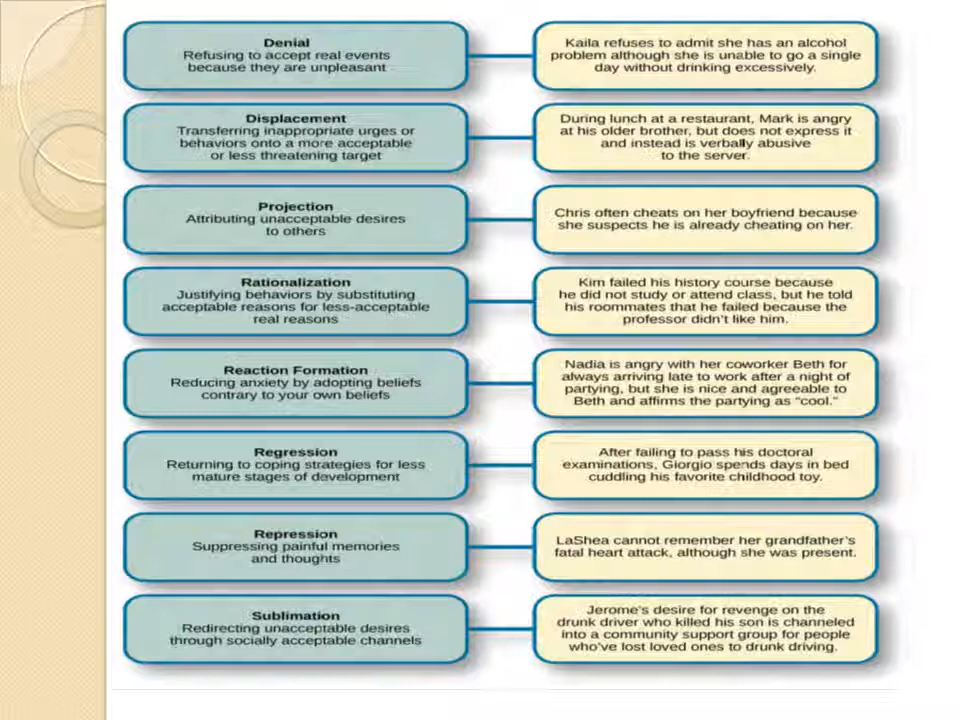 Denial
Refusing to accept real events
because they are unpleasant
Kaila refuses to admit she has an alcohol
problem although she is unable to go a single
day without drinking excessively.
Displacement
Transferring inappropriate urges or
behaviors onto a more acceptable
or less threatening target
During lunch at a restaurant, Mark is angry
at his older brother, but does not express it
and instead is verbally abusive
to the server.
Projection
Attributing unacceptable desires
to others
Chris often cheats on her boyfriend because
she suspects he is already cheating on her.
Rationalization
Justifying behaviors by substituting
acceptable reasons for less-acceptable
real reasons
Kim failed his history course because
he did not study or attend class, but he told
his roommates that he failed because the
professor didn’t like him.
Reaction Formation
Reducing anxiety by adopting beliefs
contrary to your own beliefs
Nadia is angry with her coworker Beth for
always arriving late to work after a night of
partying, but she is nice and agreeable to
Beth and affirms the partying as “cool.”
Regression
Returning to coping strategies for less
mature stages of development
After failing to pass his doctoral
examinations, Giorgio spends days in bed
cuddling his favorite childhood toy.
Repression
Suppressing painful memories
and thoughts
LaShea cannot remember her grandfather’s
fatal heart attack, although she was present.
Sublimation
Redirecting unacceptable desires
through socially acceptable channels
Jerome’s desire for revenge on the
drunk driver who killed his son is channeled
into a community support group for people
who’ve lost loved ones to drunk driving.